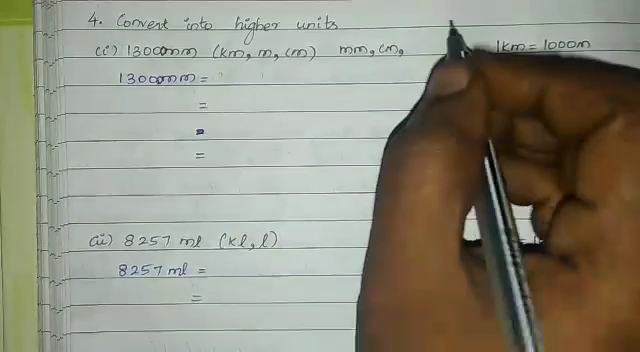 4. Convert into higher units
(i) 1300mm (km, m, cm) mm, cm,
1km = 1000m
1300mm =
=
=
=
(ii) 8257 ml (kl, l)
8257 ml =
=